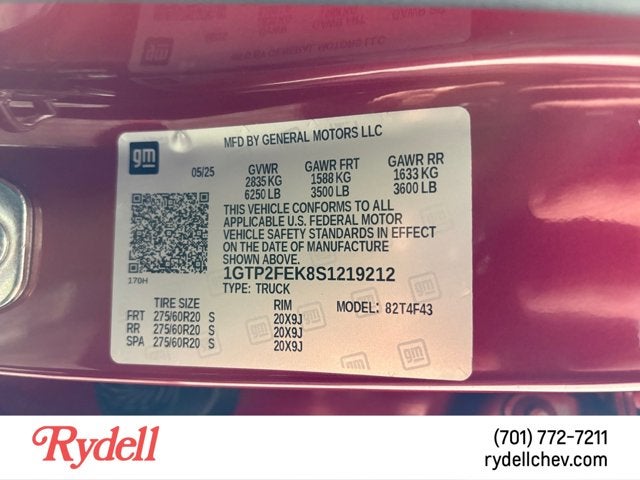 MFD BY GENERAL MOTORS LLC
gm
05/25
GVWR GAWR FRT GAWR RR
2835 KG 1588 KG 1633 KG
6250 LB 3500 LB 3600 LB
THIS VEHICLE CONFORMS TO ALL
APPLICABLE U.S. FEDERAL MOTOR
VEHICLE SAFETY STANDARDS IN EFFECT
ON THE DATE OF MANUFACTURE
SHOWN ABOVE.
170H
1GTP2FEK8S1219212
TYPE: TRUCK
TIRE SIZE RIM MODEL: 82T4F43
FRT 275/60R20 S 20X9J
RR 275/60R20 S 20X9J
SPA 275/60R20 S 20X9J
Rydell
(701) 772-7211
rydellchev.com